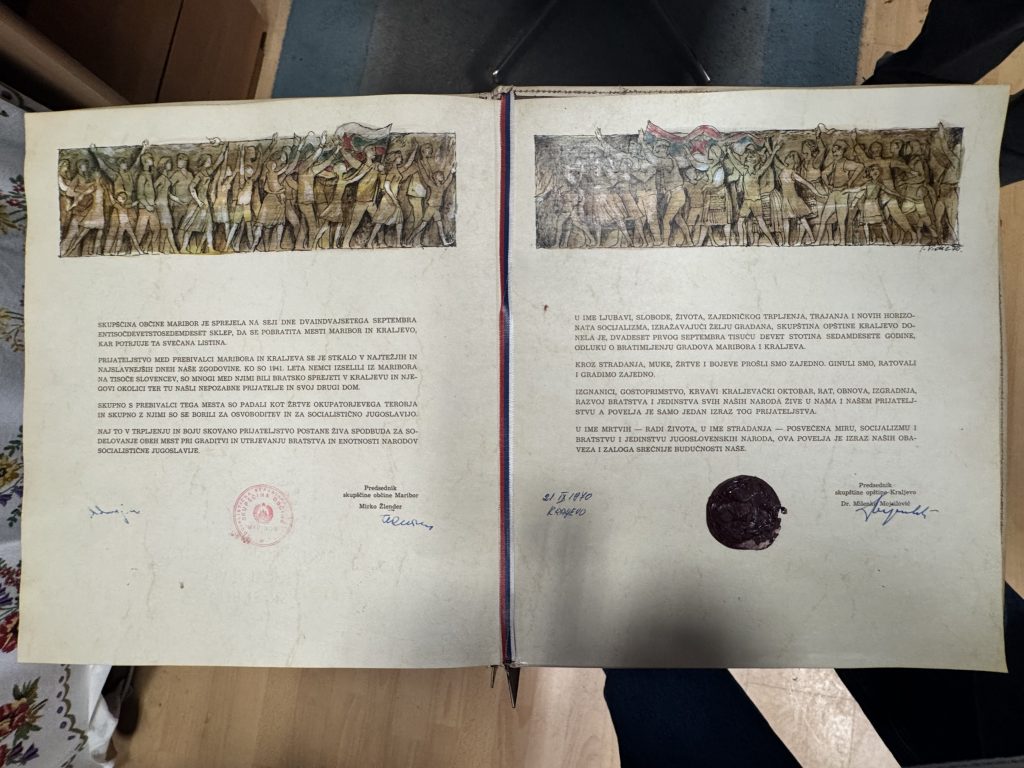 SKUPŠČINA OBČINE MARIBOR JE SPREJELA NA SEJI DNE DVAINDVAJSETEGA SEPTEMBRA
ENTISOČDEVETSTOSEDEMDESET SKLEP, DA SE POBRATITA MESTI MARIBOR IN KRALJEVO,
KAR POTRJUJE TA SVEČANA LISTINA.
PRIJATELJSTVO MED PREBIVALCI MARIBORA IN KRALJEVA SE JE STKALO V NAJTEŽJIH IN
NAJSLAVNEJŠIH DNEH NAŠE ZGODOVINE, KO SO 1941. LETA NEMCI IZSELILI IZ MARIBORA
NA TISOČE SLOVENCEV, SO MNOGI MED NJIMI BILI BRATSKO SPREJETI V KRALJEVU IN NJE-
GOVI OKOLICI TER TU NAŠLI NEPOZABNE PRIJATELJE IN SVOJ DRUGI DOM.
SKUPNO S PREBIVALCI TEGA MESTA SO PADALI KOT ŽRTVE OKUPATORJEVEGA TERORJA
IN SKUPNO Z NJIMI SO SE BORILI ZA OSVOBODITEV IN ZA SOCIALISTIČNO JUGOSLAVIJO.
NAJ TO V TRPLJENJU IN BOJU SKOVANO PRIJATELJSTVO POSTANE ŽIVA SPODBUDA ZA SO-
DELOVANJE OBEH MEST PRI GRADITVI IN UTRJEVANJU BRATSTVA IN ENOTNOSTI NARODOV
SOCIALISTIČNE JUGOSLAVIJE.
Predsednik
skupščine občine Maribor
Mirko Žlender
SKUPŠČINA OBČINE
U IME LJUBAVI, SLOBODE, ŽIVOTA, ZAJEDNIČKOG TRPLJENJA, TRAJANJA I NOVIH HORIZO-
NATA SOCIJALIZMA, IZRAŽAVAJUĆI ŽELJU GRAĐANA, SKUPŠTINA OPŠTINE KRALJEVO DO-
NELA JE, DVADESET PRVOG SEPTEMBRA TISUĆU DEVET STOTINA SEDAMDESETE GODINE,
ODLUKU O BRATIMLJENJU GRADOVA MARIBORA I KRALJEVA.
KROZ STRADANJA, MUKE, ŽRTVE I BOJEVE PROŠLI SMO ZAJEDNO. GINULI SMO, RATOVALI
I GRADIMO ZAJEDNO.
IZGNANICI, GOSTOPRIMSTVO, KRVAVI KRALJEVAČKI OKTOBAR, RAT, OBNOVA, IZGRADNJA,
RAZVOJ BRATSTVA I JEDINSTVA SVIH NAŠIH NARODA ŽIVE U NAMA I NAŠEM PRIJATELJ-
STVU A POVELJA JE SAMO JEDAN IZRAZ TOG PRIJATELJSTVA.
U IME MRTVIH — RADI ŽIVOTA, U IME STRADANJA — POSVEĆENA MIRU, SOCIJALIZMU I
BRATSTVU I JEDINSTVU JUGOSLOVENSKIH NARODA, OVA POVELJA JE IZRAZ NAŠIH OBA-
VEZA I ZALOGA SREĆNIJE BUDUĆNOSTI NAŠE.
21 IX 1970
Kraljevo
Predsednik
skupštine opštine Kraljevo
Dr. Milenko Mojsilović